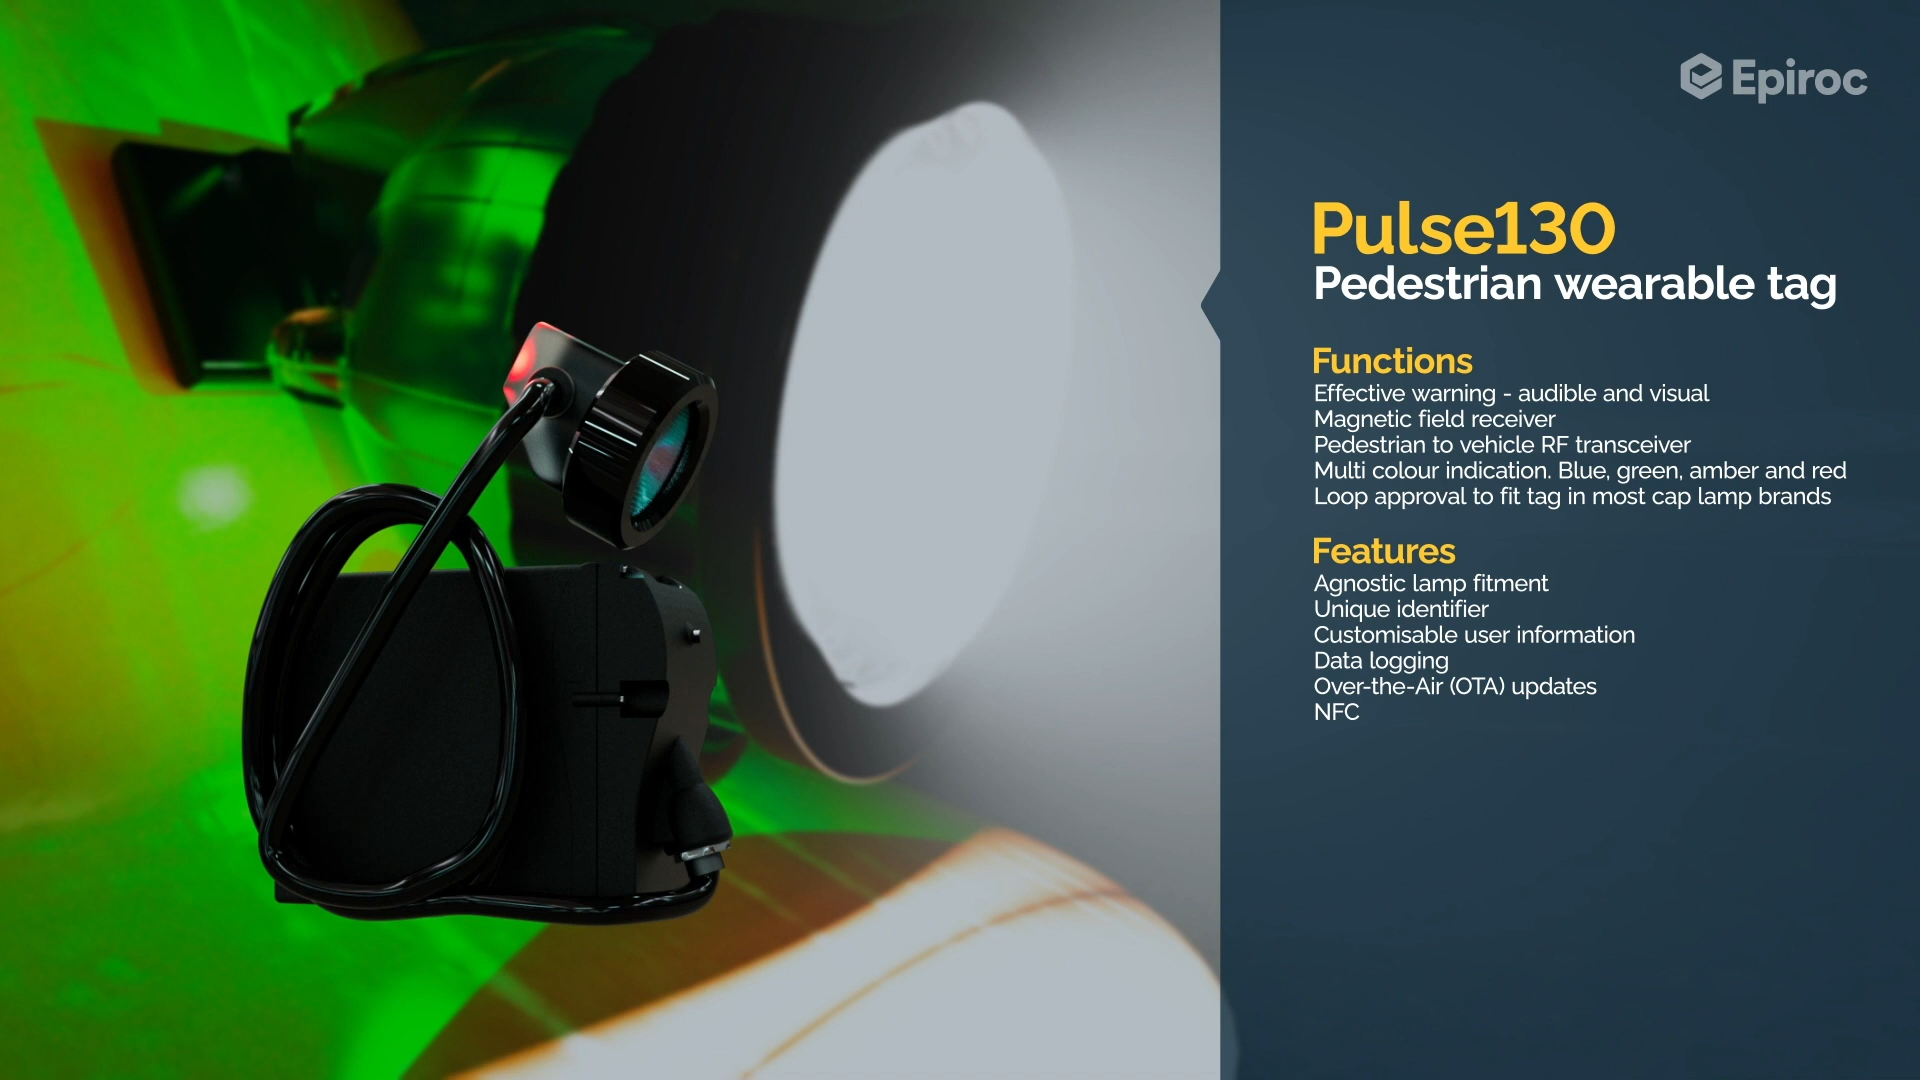 Epiroc
Pulse130
Pedestrian wearable tag
Functions
Effective warning - audible and visual
Magnetic field receiver
Pedestrian to vehicle RF transceiver
Multi colour indication. Blue, green, amber and red
Loop approval to fit tag in most cap lamp brands
Features
Agnostic lamp fitment
Unique identifier
Customisable user information
Data logging
Over-the-Air (OTA) updates
NFC